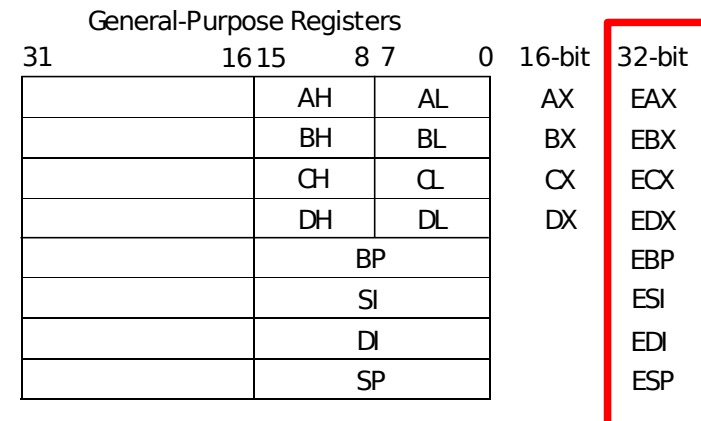 General-Purpose Registers
31 16 15 8 7 0 16-bit 32-bit
AH AL AX EAX
BH BL BX EBX
CH CL CX ECX
DH DL DX EDX
BP EBP
SI ESI
DI EDI
SP ESP